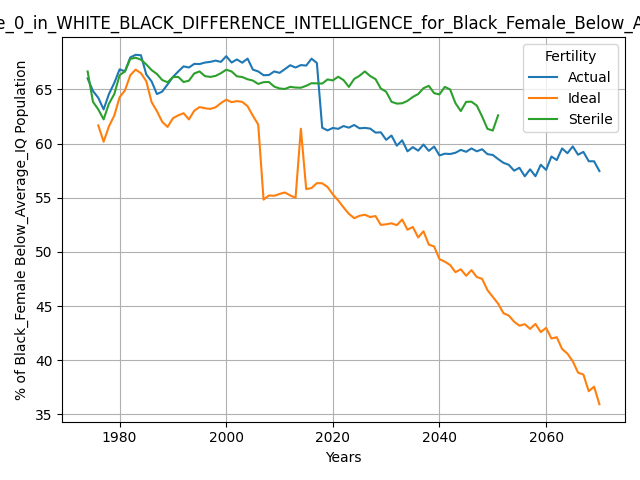 e_0_in_WHITE_BLACK_DIFFERENCE_INTELLIGENCE_for_Black_Female_Below_A
% of Black_Female Below_Average_IQ Population
65
60
55
50
45
40
35
Fertility
Actual
Ideal
Sterile
1980
2000
2020
2040
2060
Years